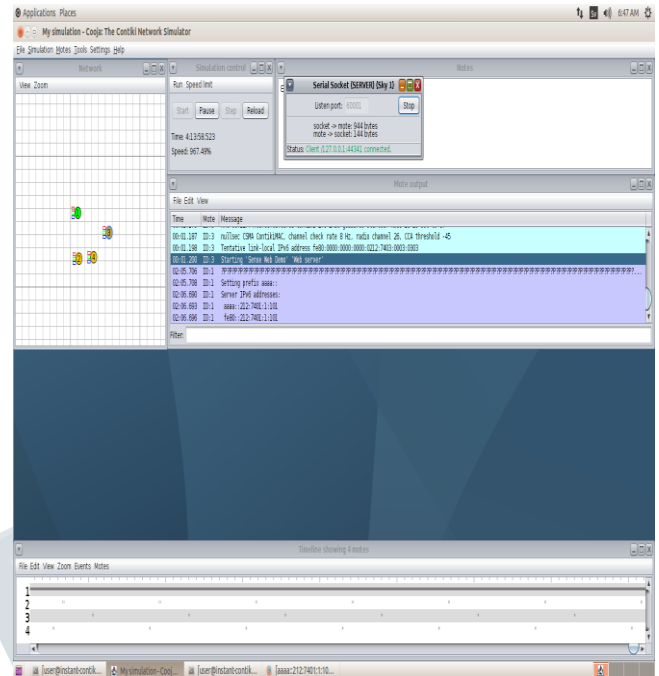 Applications Places
6:47 AM
My simulation - Cooja: The Contiki Network Simulator
File Simulation Motes Tools Settings Help
Network
View Zoom
Simulation control
Run Speed limit
Start Pause Step Reload
Time: 4:13:58.523
Speed: 967.49%
Notes
Serial Socket (SERVER) (Sky 1)
Listen port: 60001 Stop
socket -> mote: 944 bytes
mote -> socket: 144 bytes
Status: Client /127.0.0.1:44341 connected.
Mote output
File Edit View
Time Mote Message
00:01.187 ID:3 nullsec CSMA ContikiMAC, channel check rate 8 Hz, radio channel 26, CCA threshold -45
00:01.198 ID:3 Tentative link-local IPv6 address fe80:0000:0000:0000:0212:7403:0003:0303
00:01.200 ID:3 Starting 'Sense Web Demo' 'Web server'
02:05.706 ID:1
02:05.708 ID:1 Setting prefix aaaa::
02:06.690 ID:1 Server IPv6 addresses:
02:06.693 ID:1 aaaa::212:7401:1:101
02:06.696 ID:1 fe80::212:7401:1:101
Filter:
Timeline showing 4 motes
File Edit View Zoom Events Motes
1
2
3
4
[user@instant-contik... My simulation - Cooj... [user@instant-contik... [aaaa::212:7401:1:10...